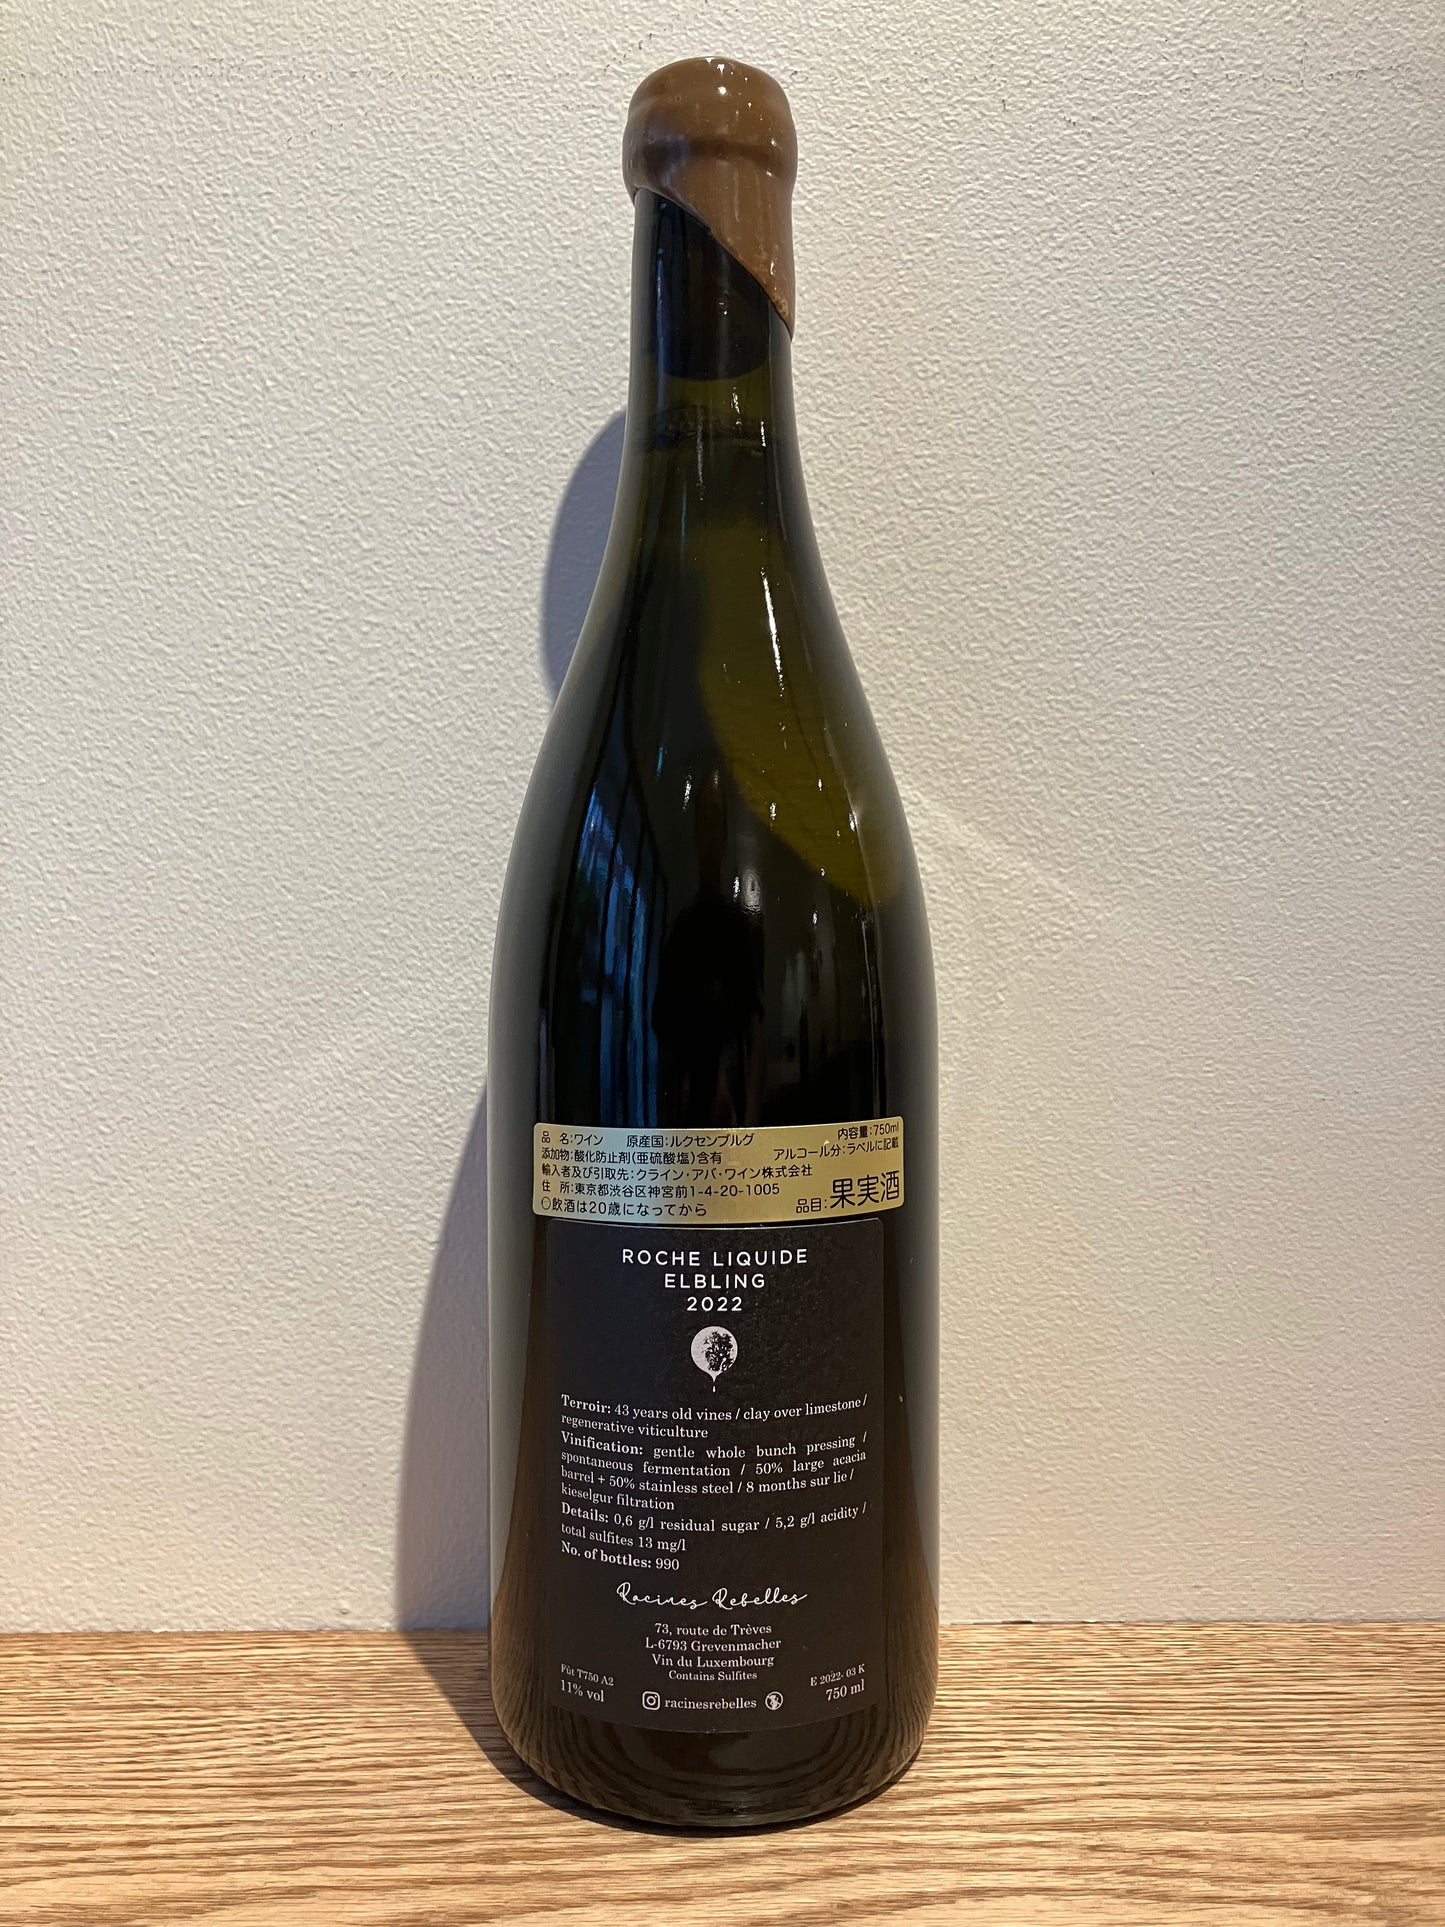 品 名:ワイン 原産国:ルクセンブルグ 内容量:750ml
添加物:酸化防止剤(亜硫酸塩)含有 アルコール分:ラベルに記載
輸入者及び引取先:クライン・アバ・ワイン株式会社
住 所:東京都渋谷区神宮前1-4-20-1005
○飲酒は20歳になってから 品目:果実酒
ROCHE LIQUIDE
ELBLING
2022
Terroir: 43 years old vines / clay over limestone /
regenerative viticulture
Vinification: gentle whole bunch pressing /
spontaneous fermentation / 50% large acacia
barrel + 50% stainless steel / 8 months sur lie /
kieselgur filtration
Details: 0,6 g/l residual sugar / 5,2 g/l acidity /
total sulfites 13 mg/l
No. of bottles: 990
Racines Rebelles
73, route de Trèves
L-6793 Grevenmacher
Vin du Luxembourg
Contains Sulfites
Fût T750 A2
11% vol
racinesrebelles
E 2022- 03 K
750 ml